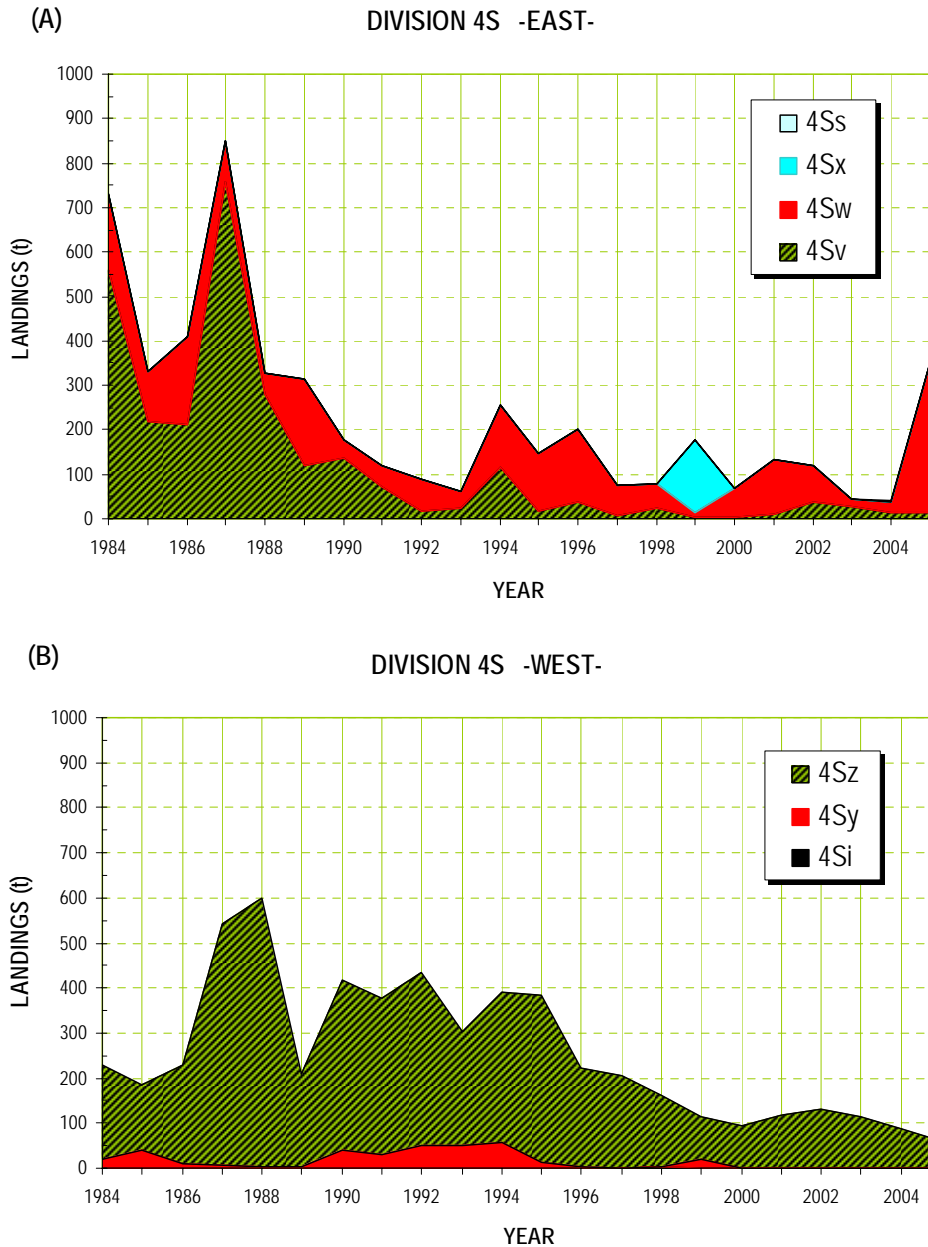 (A)
DIVISION 4S -EAST-
1000
900
800
700
600
500
400
300
200
100
0
LANDINGS (t)
4Ss
4Sx
4Sw
4Sv
1984 1986 1988 1990 1992 1994 1996 1998 2000 2002 2004
YEAR
(B)
DIVISION 4S -WEST-
1000
900
800
700
600
500
400
300
200
100
0
LANDINGS (t)
4Sz
4Sy
4Si
1984 1986 1988 1990 1992 1994 1996 1998 2000 2002 2004
YEAR